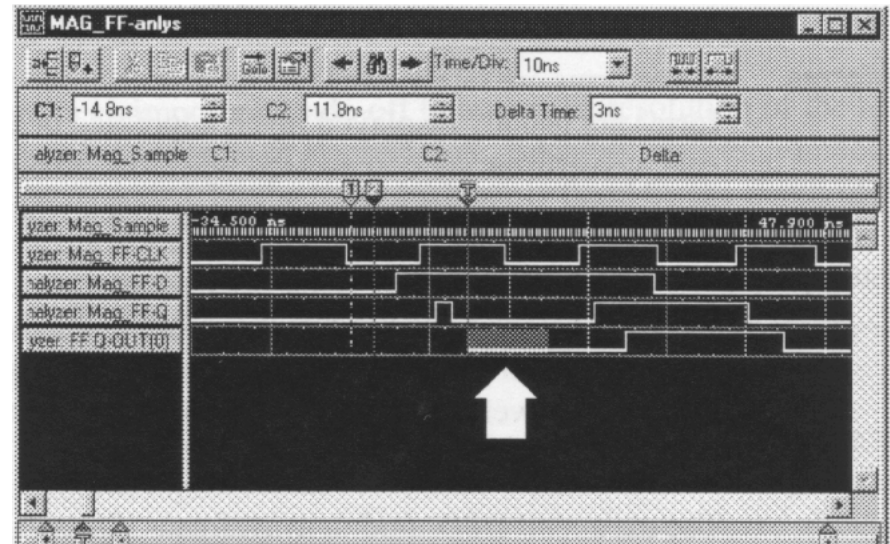 MAG_FF-anlys
Goto
Time/Div: 10ns
C1: -14.8ns C2: -11.8ns Delta Time: 3ns
alyzer: Mag_Sample C1: C2: Delta:
1 2 T
yzer: Mag_Sample -34.500 ns 47.900 ns
yzer: Mag_FF-CLK
nalyzer: Mag_FF-D
nalyzer: Mag_FF-Q
yzer: FF Q-OUT[0]